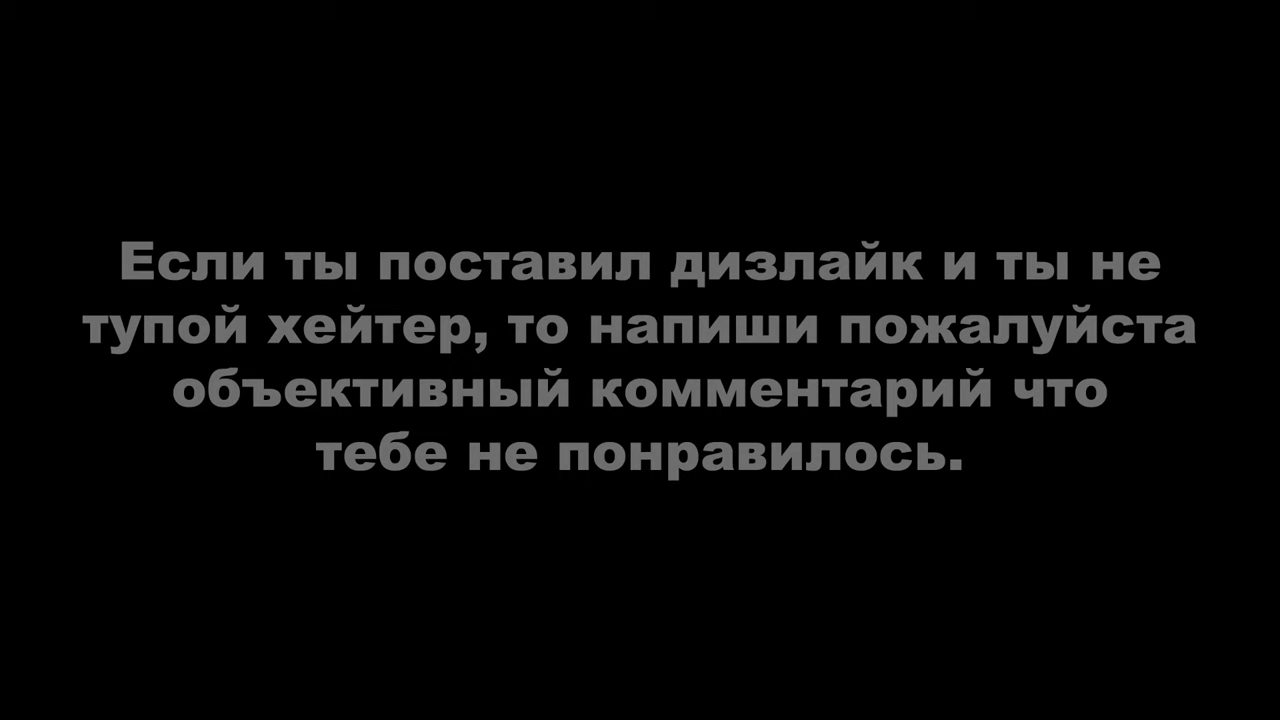 Если ты поставил дизлайк и ты не
тупой хейтер, то напиши пожалуйста
объективный комментарий что
тебе не понравилось.